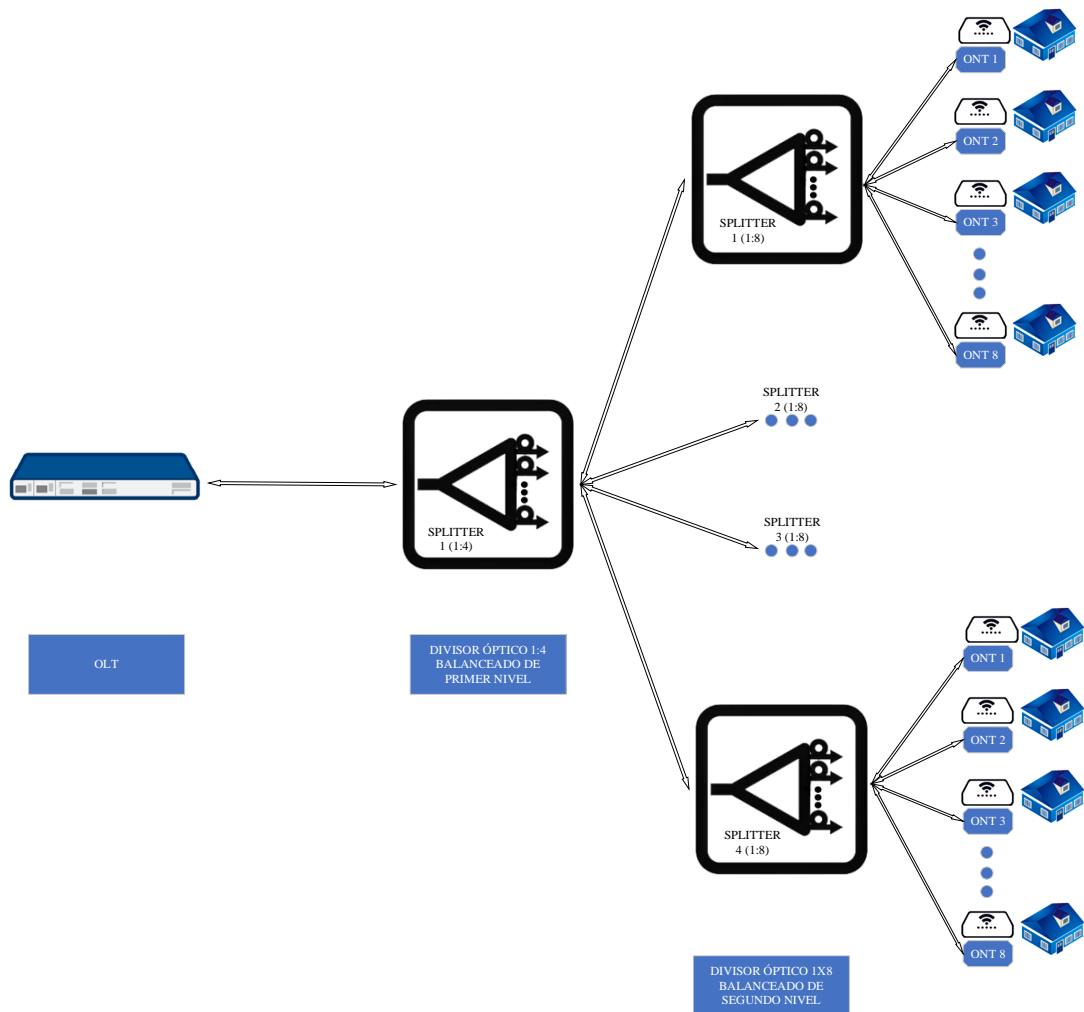 ONT 1
ONT 2
ONT 3
ONT 8
SPLITTER
1 (1:8)
SPLITTER
2 (1:8)
SPLITTER
3 (1:8)
SPLITTER
1 (1:4)
OLT
DIVISOR ÓPTICO 1:4
BALANCEADO DE
PRIMER NIVEL
ONT 1
ONT 2
ONT 3
ONT 8
SPLITTER
4 (1:8)
DIVISOR ÓPTICO 1X8
BALANCEADO DE
SEGUNDO NIVEL